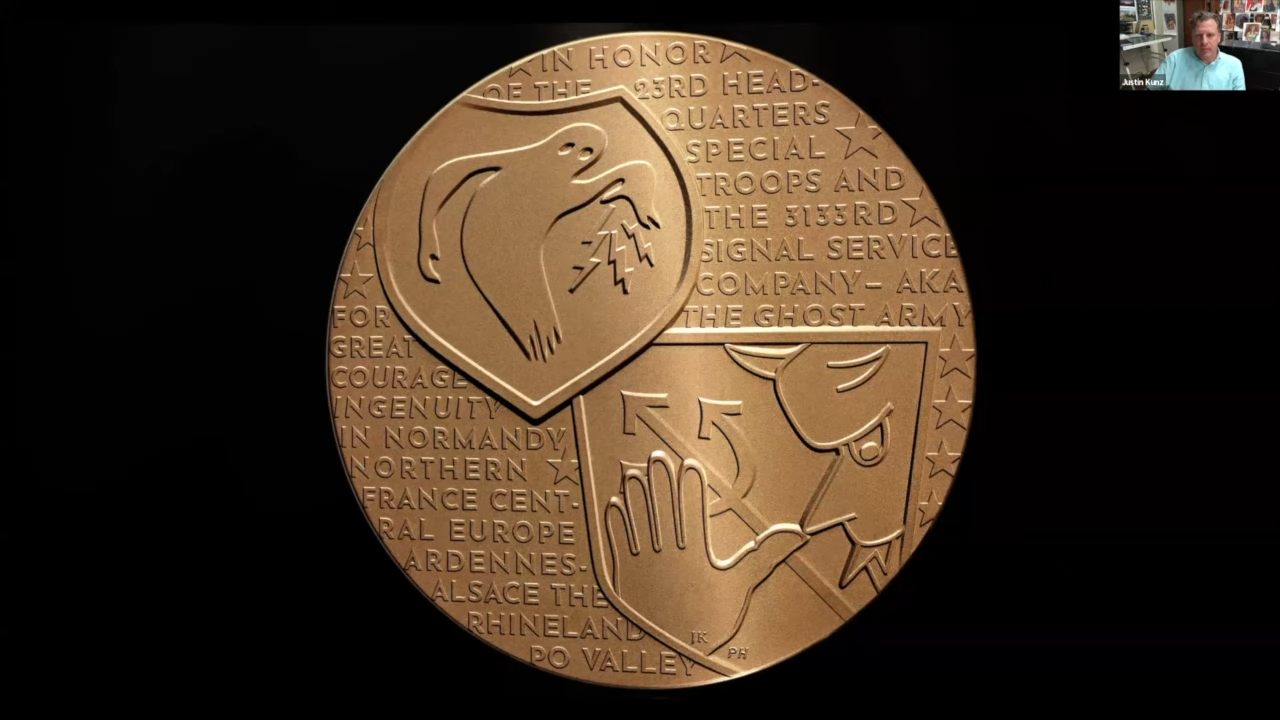 IN HONOR
OF THE 23RD HEAD-
QUARTERS
SPECIAL
TROOPS AND
THE 3133RD
SIGNAL SERVICE
COMPANY– AKA
THE GHOST ARMY
FOR
GREAT
COURAGE
INGENUITY
IN NORMANDY
NORTHERN
FRANCE CENT-
RAL EUROPE
ARDENNES-
ALSACE THE
RHINELAND
PO VALLEY
JK
PH
Justin Kunz